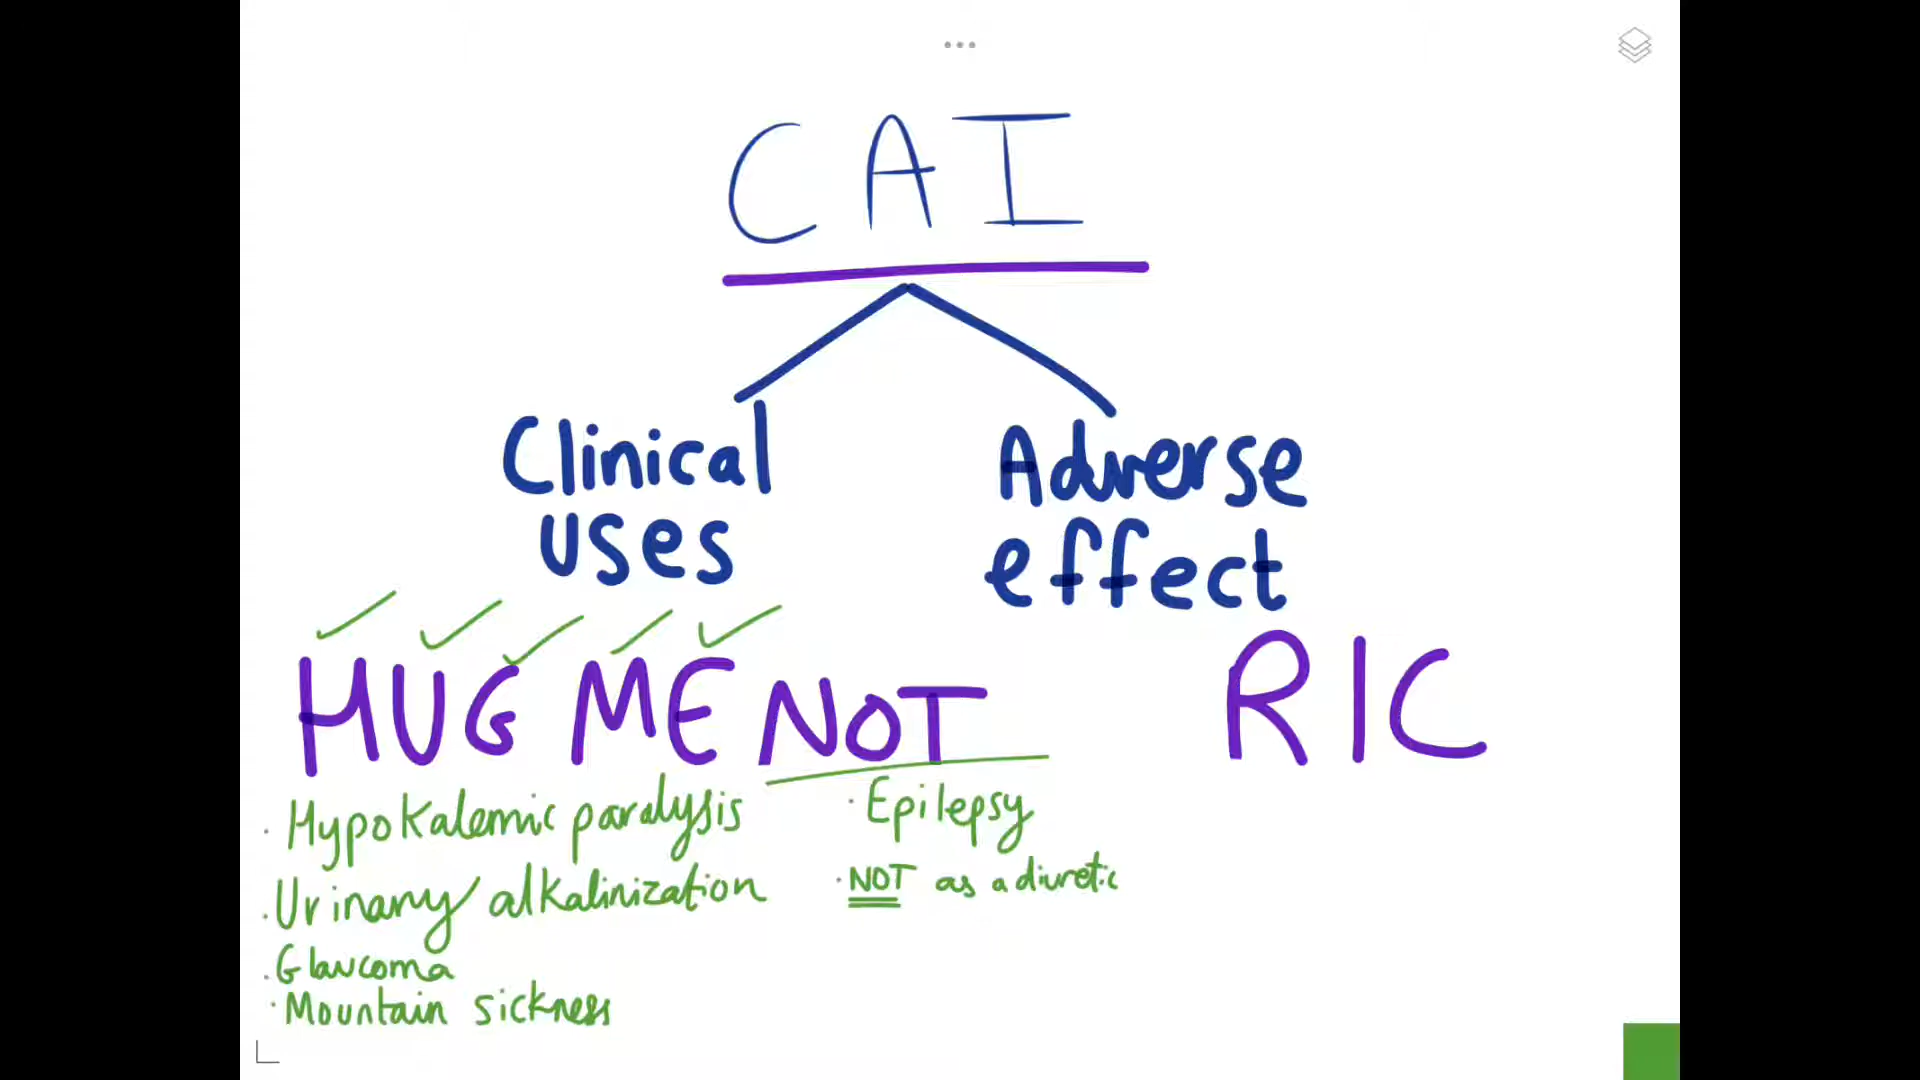 CAI
Clinical
uses
Adverse
effect
HUG ME NOT
RIC
· Hypokalemic paralysis
· Urinary alkalinization
· Glaucoma
· Mountain sickness
· Epilepsy
· NOT as a diuretic